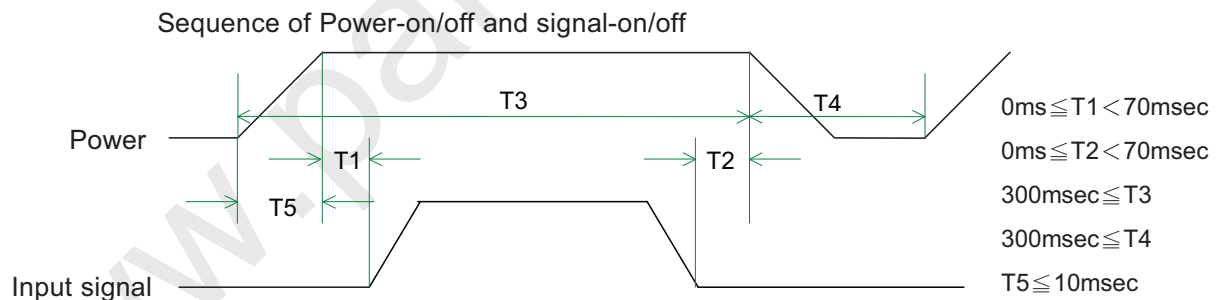 Sequence of Power-on/off and signal-on/off
T3
T4
Power
T1
T2
T5
Input signal
0ms≦T1<70msec
0ms≦T2<70msec
300msec≦T3
300msec≦T4
T5≦10msec
w.pa